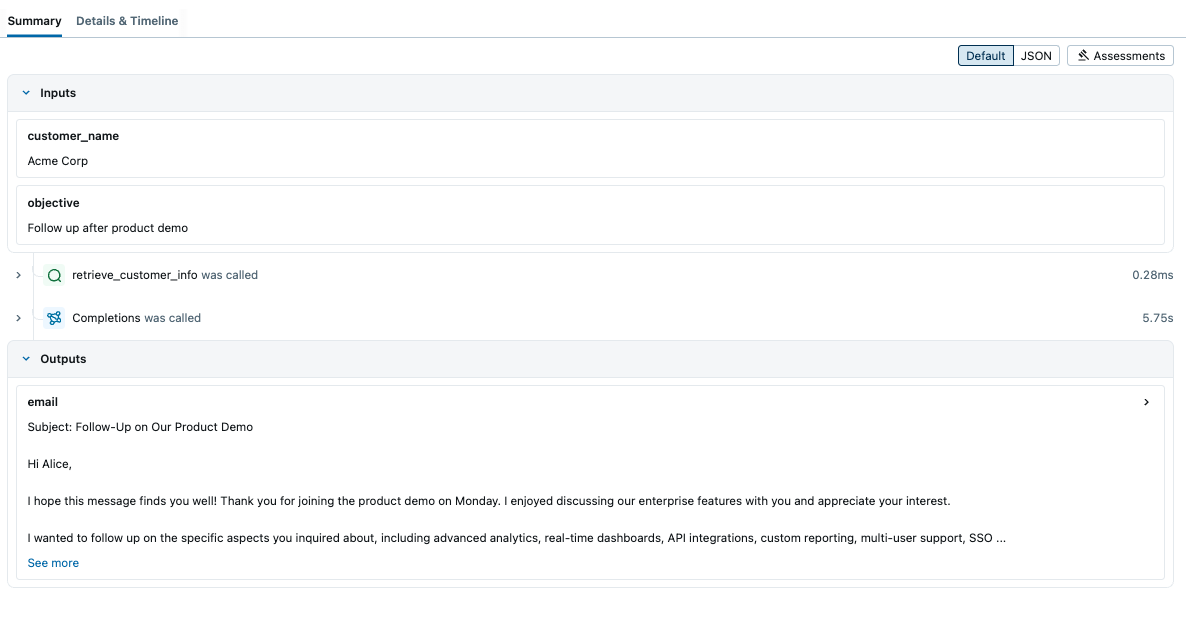 Summary Details & Timeline
Default JSON Assessments
Inputs
customer_name
Acme Corp
objective
Follow up after product demo
retrieve_customer_info was called 0.28ms
Completions was called 5.75s
Outputs
email
Subject: Follow-Up on Our Product Demo
Hi Alice,
I hope this message finds you well! Thank you for joining the product demo on Monday. I enjoyed discussing our enterprise features with you and appreciate your interest.
I wanted to follow up on the specific aspects you inquired about, including advanced analytics, real-time dashboards, API integrations, custom reporting, multi-user support, SSO ...
See more